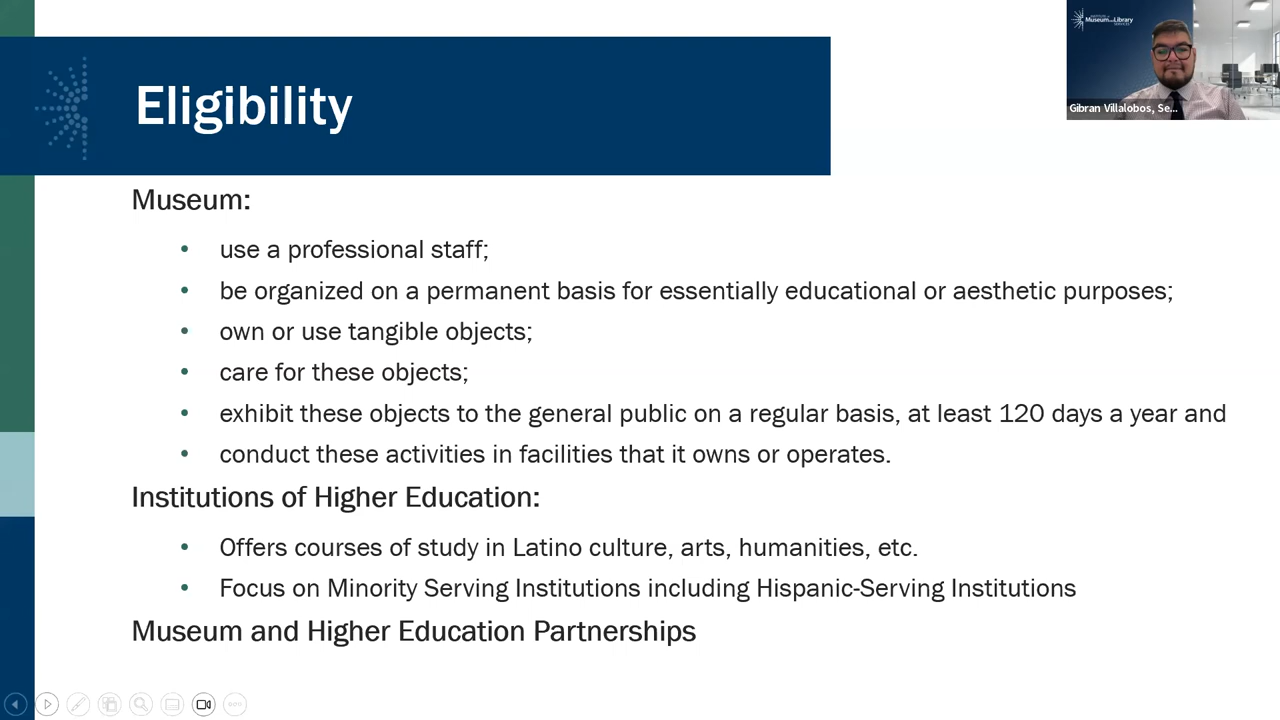 Eligibility
Museum and Library
Gibran Villalobos, Se...
Museum:
• use a professional staff;
• be organized on a permanent basis for essentially educational or aesthetic purposes;
• own or use tangible objects;
• care for these objects;
• exhibit these objects to the general public on a regular basis, at least 120 days a year and
• conduct these activities in facilities that it owns or operates.
Institutions of Higher Education:
• Offers courses of study in Latino culture, arts, humanities, etc.
• Focus on Minority Serving Institutions including Hispanic-Serving Institutions
Museum and Higher Education Partnerships